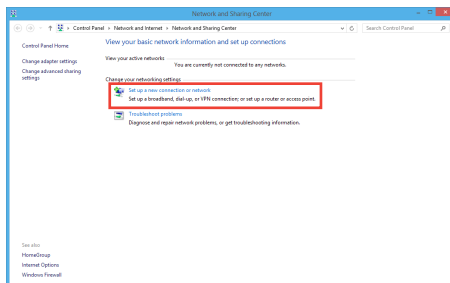 Network and Sharing Center
Control Panel › Network and Internet › Network and Sharing Center
Search Control Panel
Control Panel Home
Change adapter settings
Change advanced sharing
settings
View your basic network information and set up connections
View your active networks
You are currently not connected to any networks.
Change your networking settings
Set up a new connection or network
Set up a broadband, dial-up, or VPN connection; or set up a router or access point.
Troubleshoot problems
Diagnose and repair network problems, or get troubleshooting information.
See also
HomeGroup
Internet Options
Windows Firewall